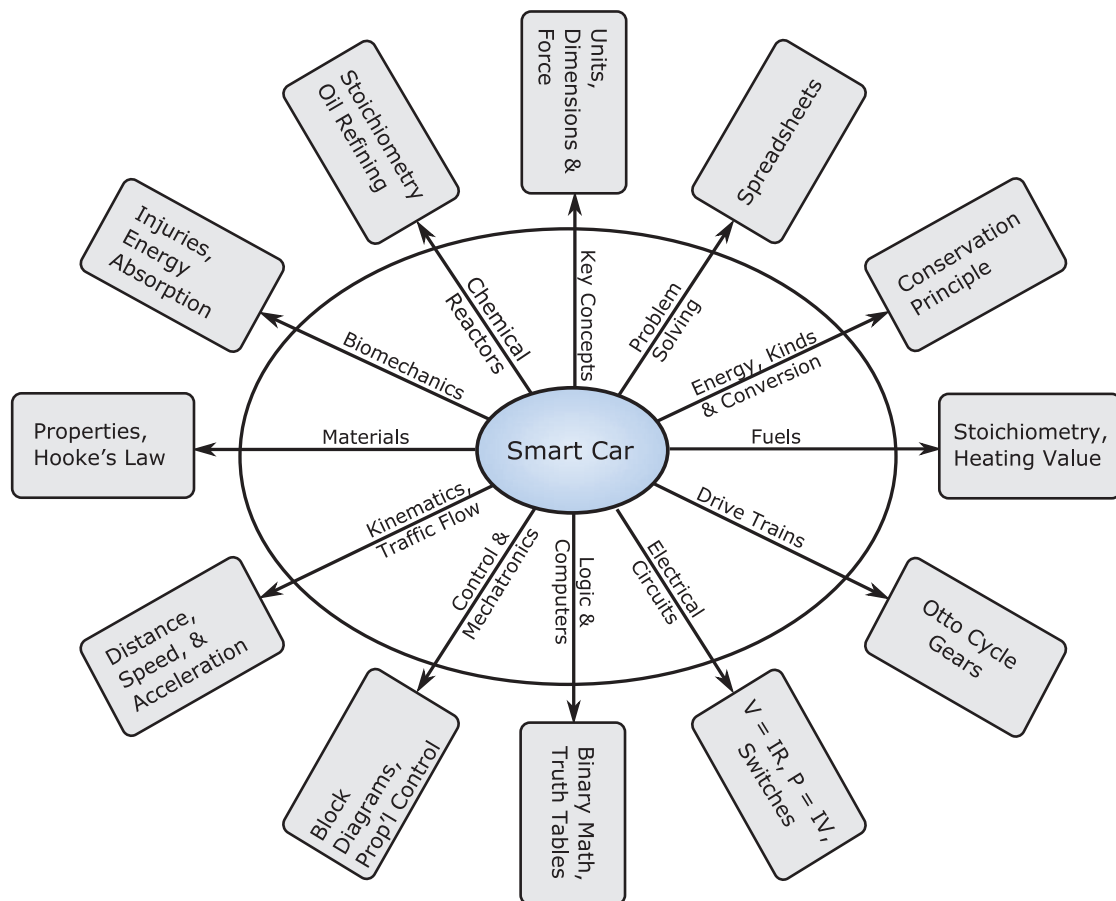 Units,
Dimensions &
Force
Key Concepts
Spreadsheets
Problem
Solving
Conservation
Principle
Energy, Kinds
& Conversion
Stoichiometry,
Heating Value
Fuels
Otto Cycle
Gears
Drive Trains
V = IR, P = IV,
Switches
Electrical
Circuits
Binary Math,
Truth Tables
Logic &
Computers
Block
Diagrams,
Prop’l Control
Control &
Mechatronics
Distance,
Speed, &
Acceleration
Kinematics,
Traffic Flow
Properties,
Hooke’s Law
Materials
Injuries,
Energy
Absorption
Biomechanics
Stoichiometry
Oil Refining
Chemical
Reactors
Smart Car